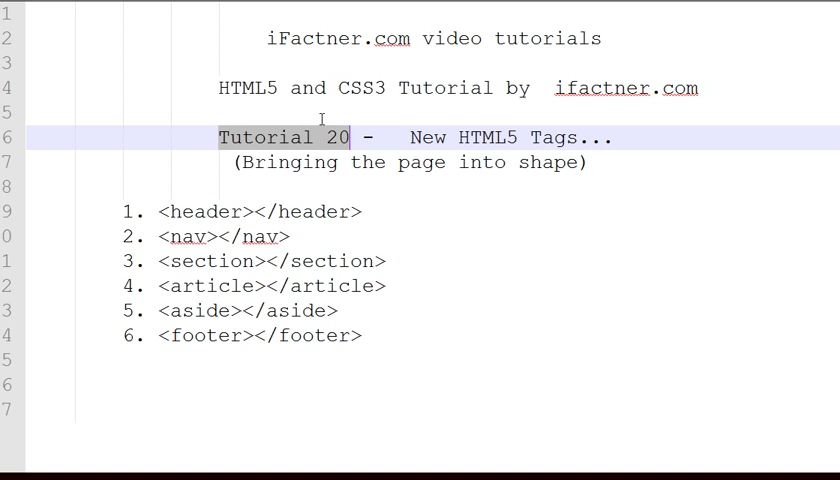 1
2 iFactner.com video tutorials
3
4 HTML5 and CSS3 Tutorial by ifactner.com
5
6 Tutorial 20 - New HTML5 Tags...
7 (Bringing the page into shape)
8
9 1. <header></header>
0 2. <nav></nav>
1 3. <section></section>
2 4. <article></article>
3 5. <aside></aside>
4 6. <footer></footer>
5
6
7